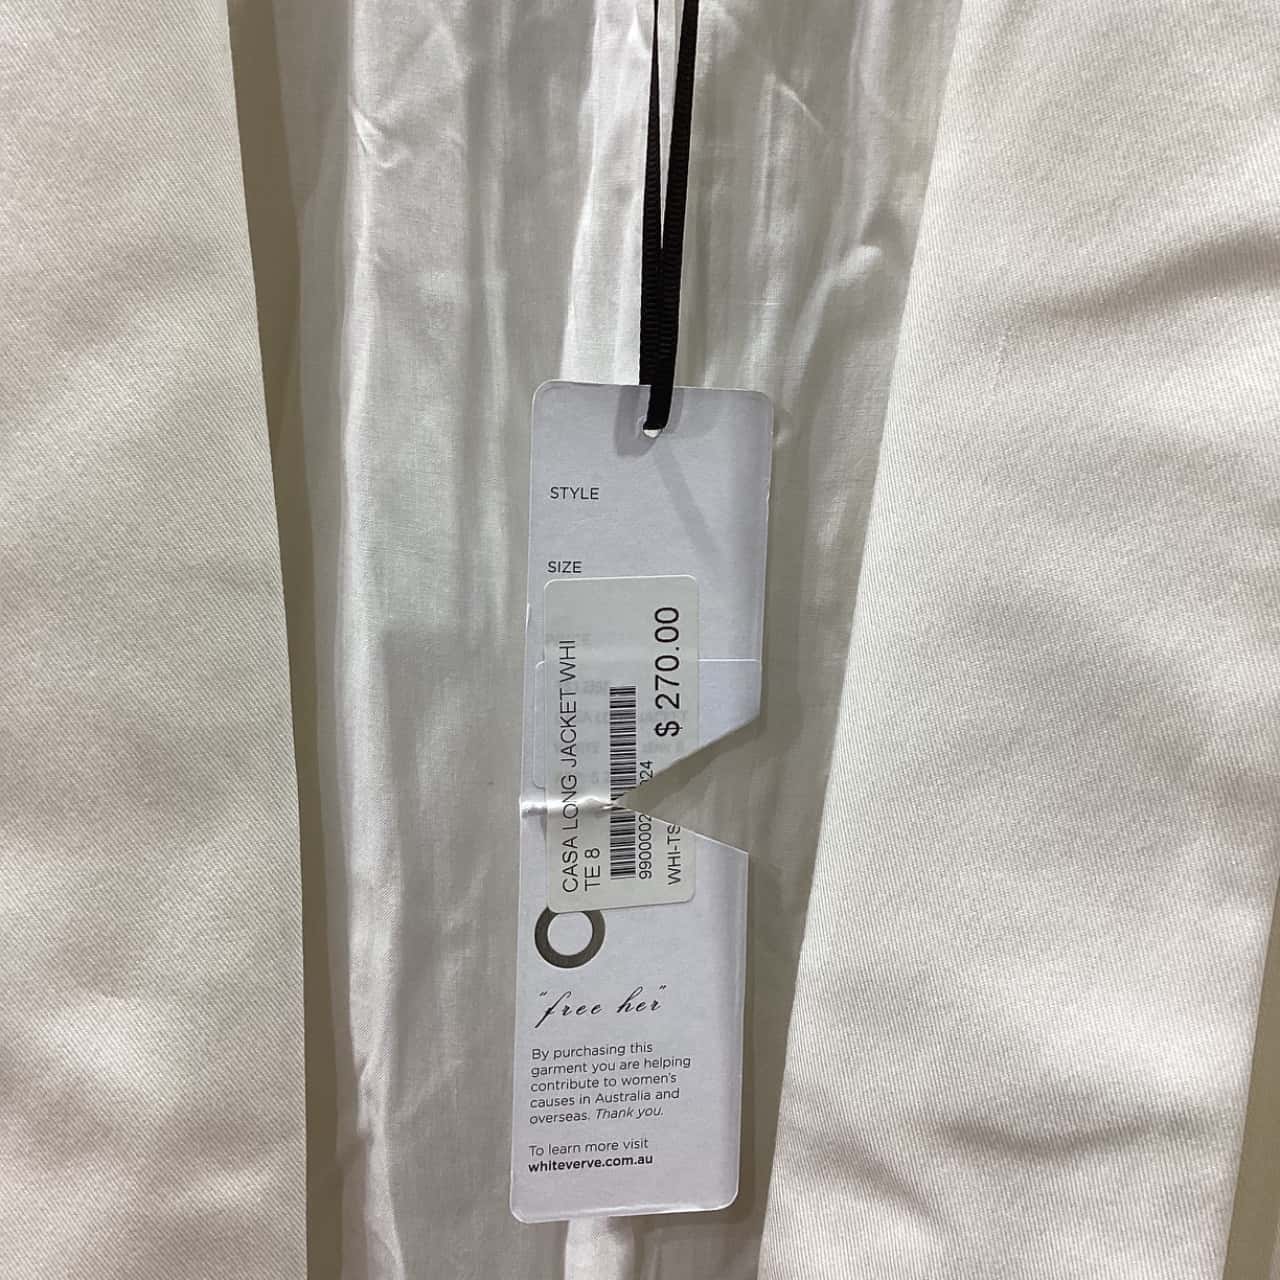 STYLE
SIZE
CASA LONG JACKET WHI
TE 8
$ 270.00
"free her"
By purchasing this
garment you are helping
contribute to women's
causes in Australia and
overseas. Thank you.
To learn more visit
whiteverve.com.au